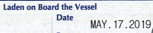 Laden on Board the Vessel
Date
MAY.17.2019